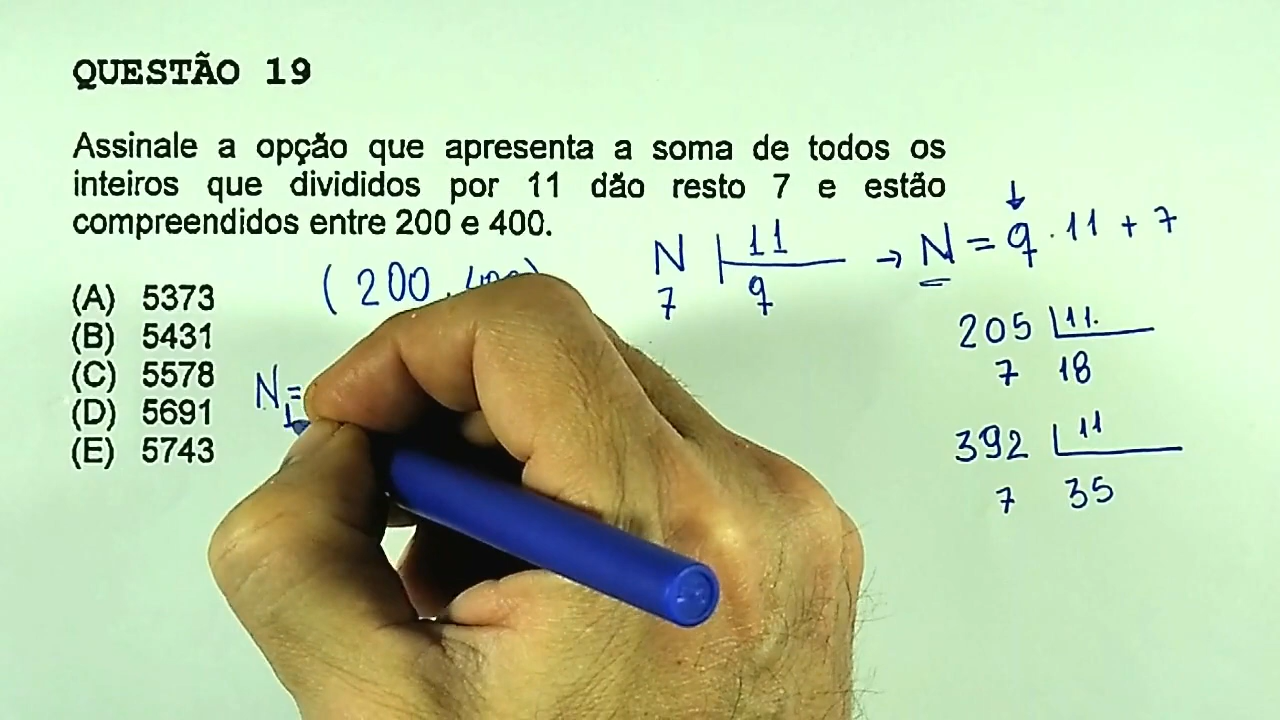 QUESTÃO 19
Assinale a opção que apresenta a soma de todos os
inteiros que divididos por 11 dão resto 7 e estão
compreendidos entre 200 e 400.
(A) 5373
(B) 5431
(C) 5578
(D) 5691
(E) 5743
(200,
N=
N 11
7 q
→ N = q . 11 + 7
205 11
7 18
392 11
7 35